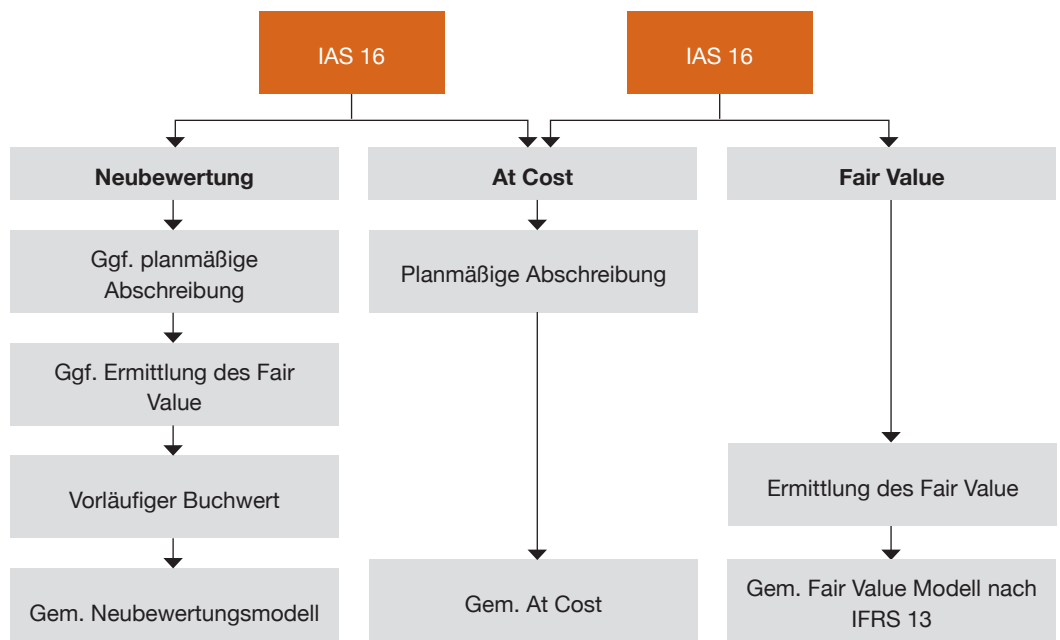 IAS 16
IAS 16
Neubewertung
At Cost
Fair Value
Ggf. planmäßige
Abschreibung
Planmäßige Abschreibung
Ggf. Ermittlung des Fair
Value
Vorläufiger Buchwert
Ermittlung des Fair Value
Gem. Neubewertungsmodell
Gem. At Cost
Gem. Fair Value Modell nach
IFRS 13